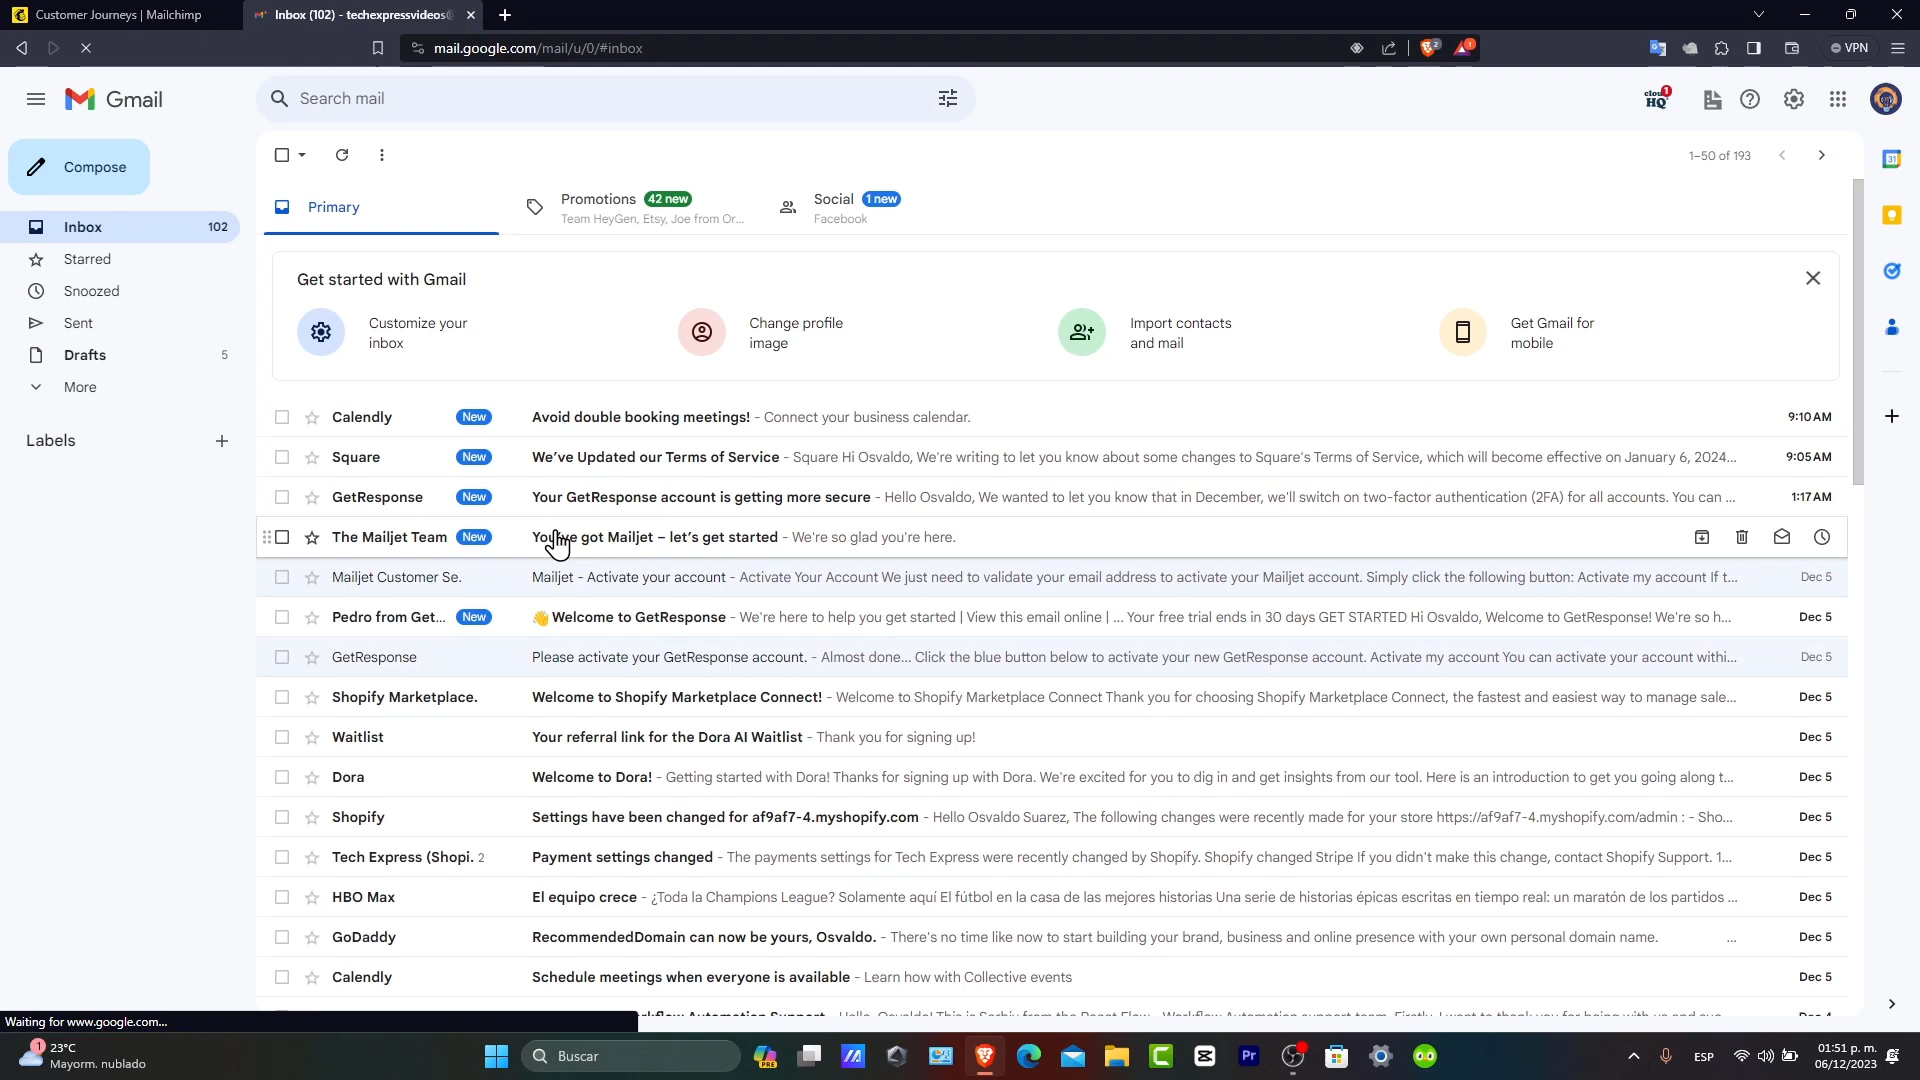 Customer Journeys | Mailchimp
Inbox (102) - techexpressvideos@
mail.google.com/mail/u/0/#inbox
2
1
VPN
Gmail
Search mail
cloud HQ
1
Compose
1–50 of 193
Primary
Promotions 42 new
Team HeyGen, Etsy, Joe from Or...
Social 1 new
Facebook
Inbox 102
Starred
Snoozed
Sent
Drafts 5
More
Labels
31
Get started with Gmail
Customize your inbox
Change profile image
Import contacts and mail
Get Gmail for mobile
Calendly New Avoid double booking meetings! - Connect your business calendar. 9:10 AM
Square New We've Updated our Terms of Service - Square Hi Osvaldo, We're writing to let you know about some changes to Square's Terms of Service, which will become effective on January 6, 2024... 9:05 AM
GetResponse New Your GetResponse account is getting more secure - Hello Osvaldo, We wanted to let you know that in December, we'll switch on two-factor authentication (2FA) for all accounts. You can ... 1:17 AM
The Mailjet Team New You've got Mailjet – let's get started - We're so glad you're here.
Mailjet Customer Se. Mailjet - Activate your account - Activate Your Account We just need to validate your email address to activate your Mailjet account. Simply click the following button: Activate my account If t... Dec 5
Pedro from Get... New 👋 Welcome to GetResponse - We're here to help you get started | View this email online | ... Your free trial ends in 30 days GET STARTED Hi Osvaldo, Welcome to GetResponse! We're so h... Dec 5
GetResponse Please activate your GetResponse account. - Almost done... Click the blue button below to activate your new GetResponse account. Activate my account You can activate your account withi... Dec 5
Shopify Marketplace. Welcome to Shopify Marketplace Connect! - Welcome to Shopify Marketplace Connect Thank you for choosing Shopify Marketplace Connect, the fastest and easiest way to manage sale... Dec 5
Waitlist Your referral link for the Dora AI Waitlist - Thank you for signing up! Dec 5
Dora Welcome to Dora! - Getting started with Dora! Thanks for signing up with Dora. We're excited for you to dig in and get insights from our tool. Here is an introduction to get you going along t... Dec 5
Shopify Settings have been changed for af9af7-4.myshopify.com - Hello Osvaldo Suarez, The following changes were recently made for your store https://af9af7-4.myshopify.com/admin : - Sho... Dec 5
Tech Express (Shopi. 2 Payment settings changed - The payments settings for Tech Express were recently changed by Shopify. Shopify changed Stripe If you didn't make this change, contact Shopify Support. 1... Dec 5
HBO Max El equipo crece - ¿Toda la Champions League? Solamente aquí El fútbol en la casa de las mejores historias Una serie de historias épicas escritas en tiempo real: un maratón de los partidos ... Dec 5
GoDaddy RecommendedDomain can now be yours, Osvaldo. - There's no time like now to start building your brand, business and online presence with your own personal domain name. ... Dec 5
Calendly Schedule meetings when everyone is available - Learn how with Collective events Dec 5
Waiting for www.google.com...
1
23°C
Mayorm. nublado
Buscar
PRE
Pr
ESP
01:51 p. m.
06/12/2023